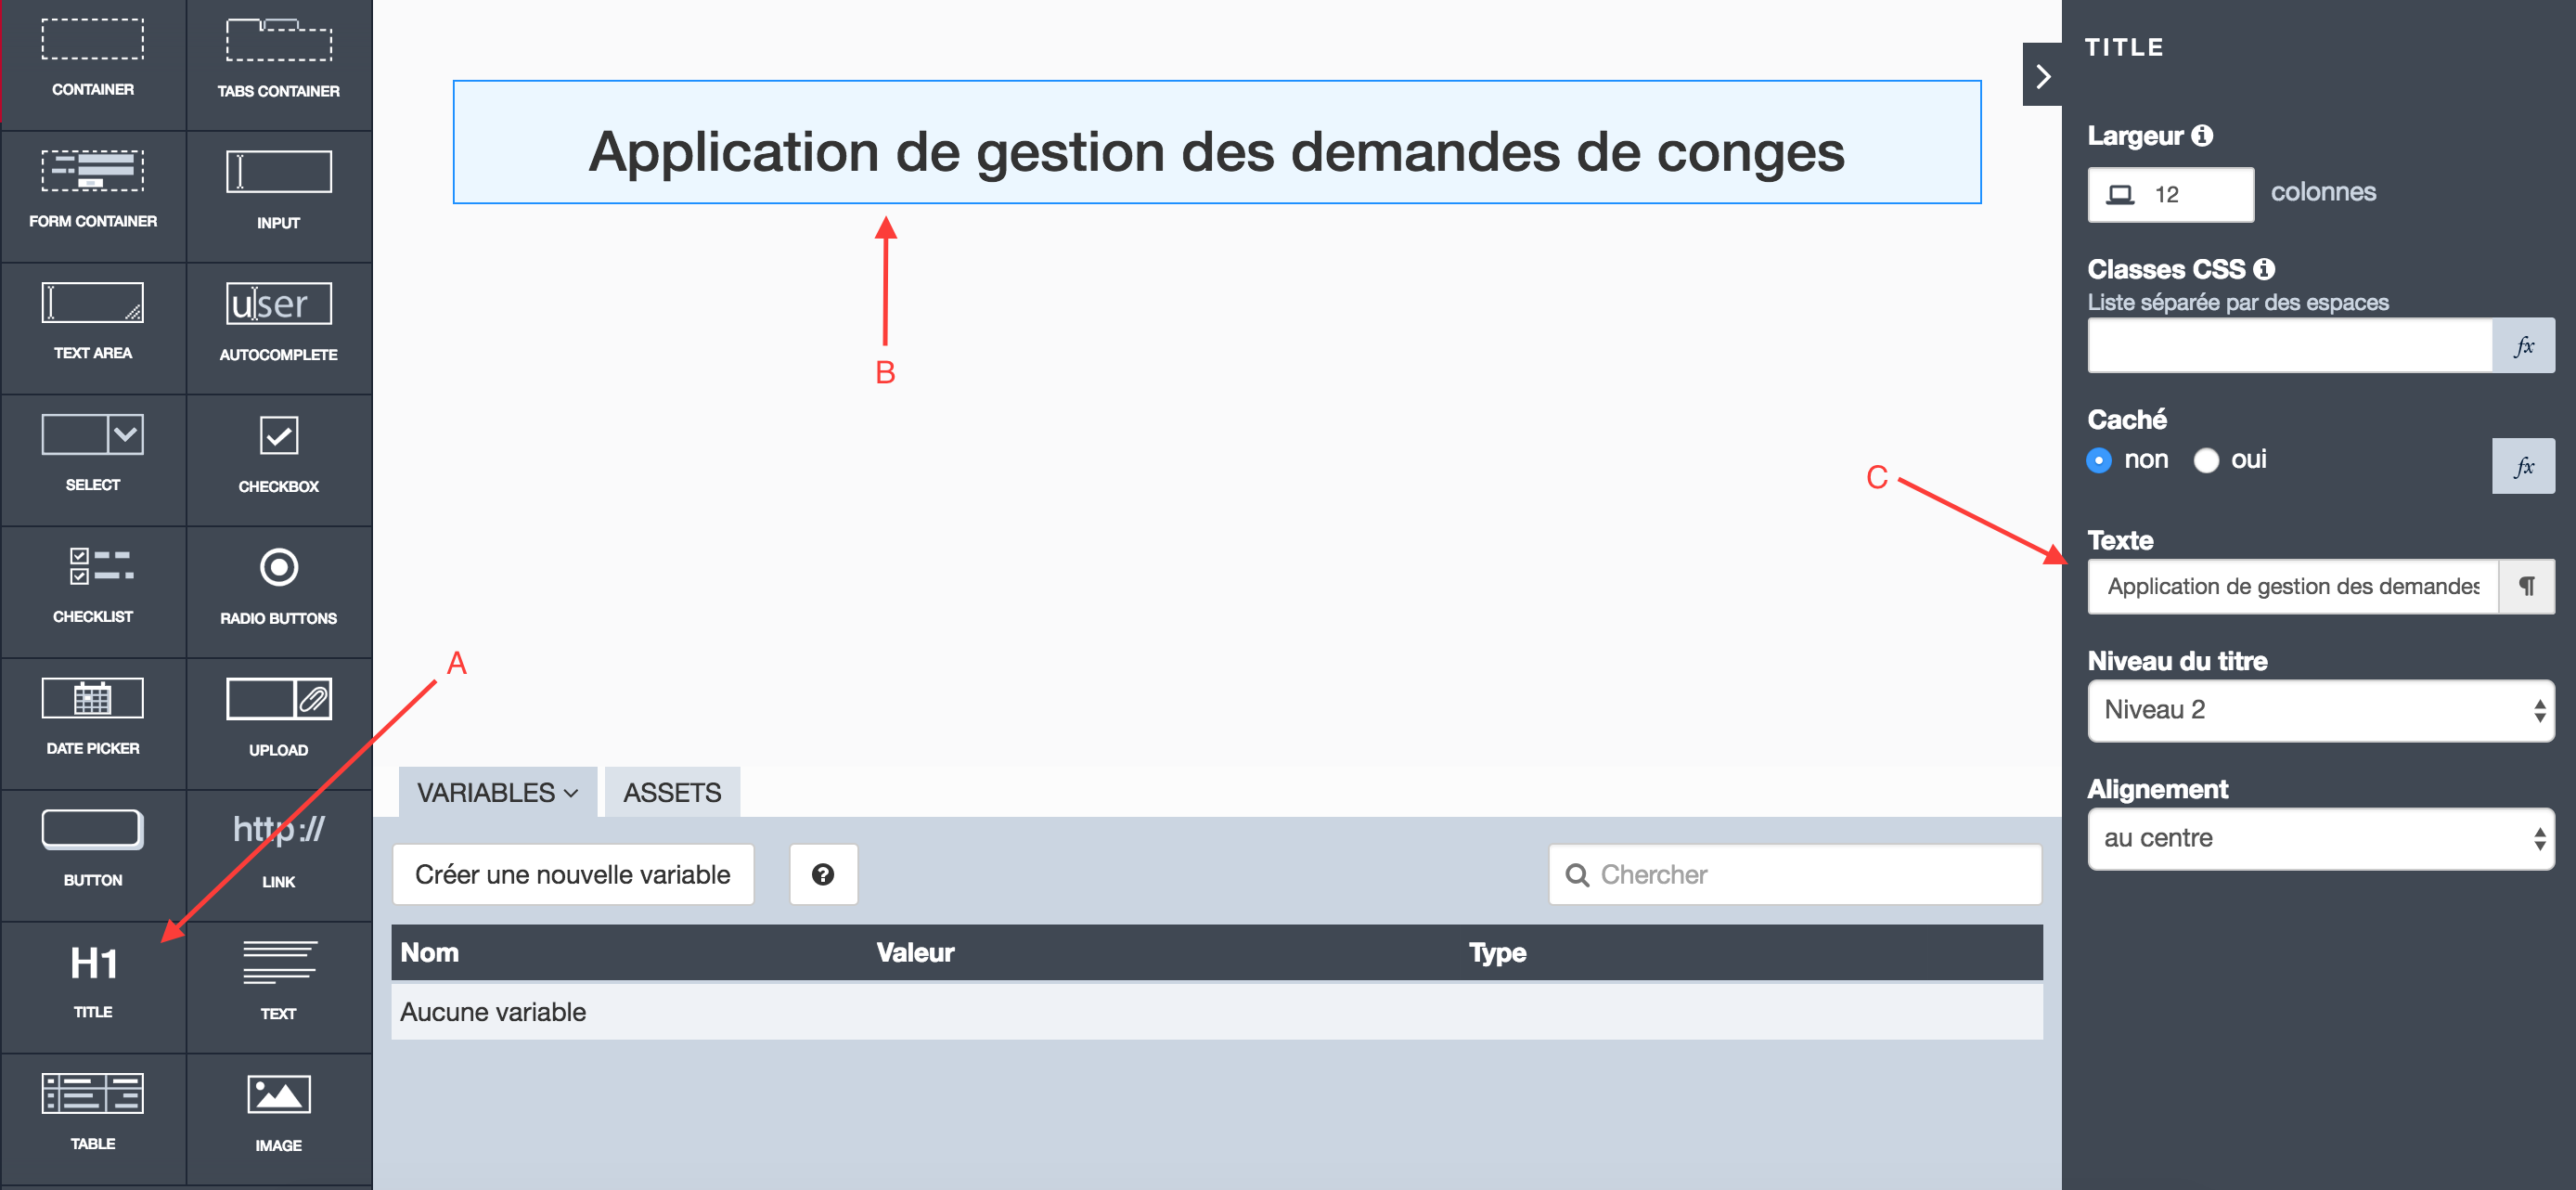 CONTAINER
TABS CONTAINER
FORM CONTAINER
INPUT
TEXT AREA
user
AUTOCOMPLETE
SELECT
CHECKBOX
CHECKLIST
RADIO BUTTONS
DATE PICKER
UPLOAD
BUTTON
http://
LINK
H1
TITLE
TEXT
TABLE
IMAGE
A
Application de gestion des demandes de conges
B
C
VARIABLES
ASSETS
Créer une nouvelle variable
?
Chercher
Nom Valeur Type
Aucune variable
TITLE
Largeur i
12 colonnes
Classes CSS i
Liste séparée par des espaces
fx
Caché
non oui fx
Texte
Application de gestion des demandes ¶
Niveau du titre
Niveau 2
Alignement
au centre